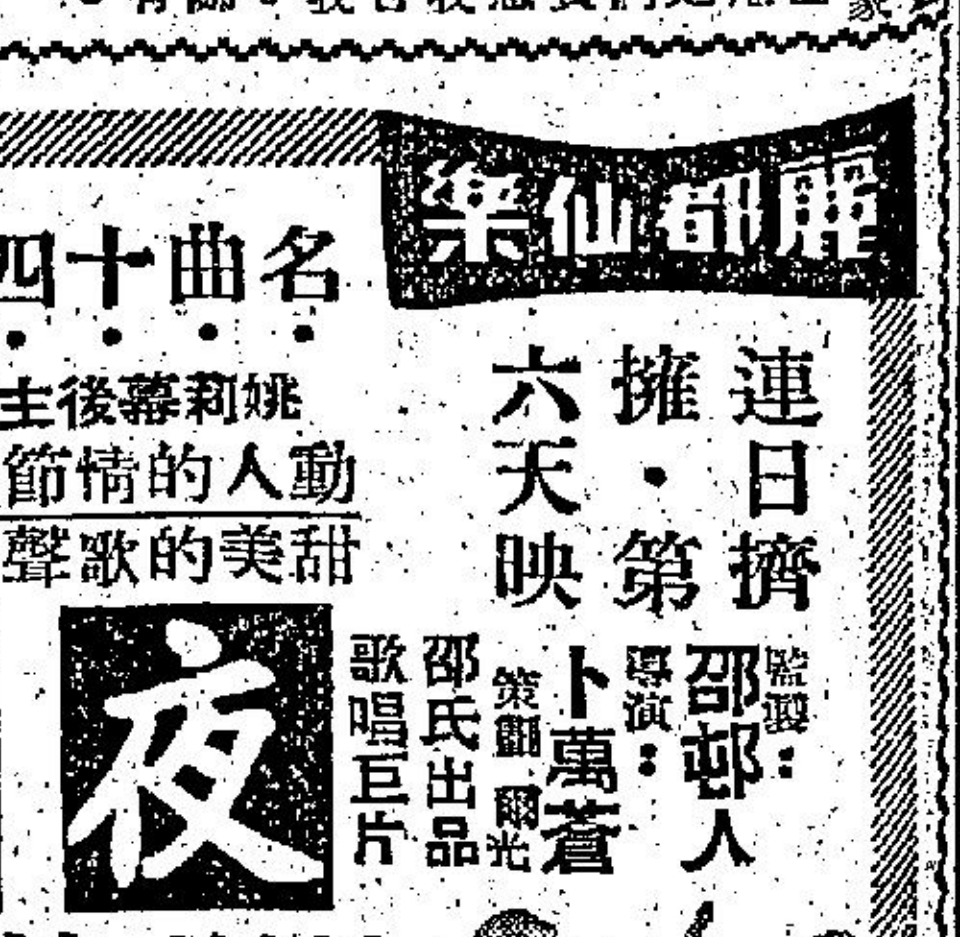 麗都仙樂
連日擠
擁・第
六天映
監製：
邵邨人
導演：
卜萬蒼
策劃 爾光
邵氏出品
歌唱巨片
名曲十四
姚莉幕後主
動人的情節
甜美的歌聲
夜